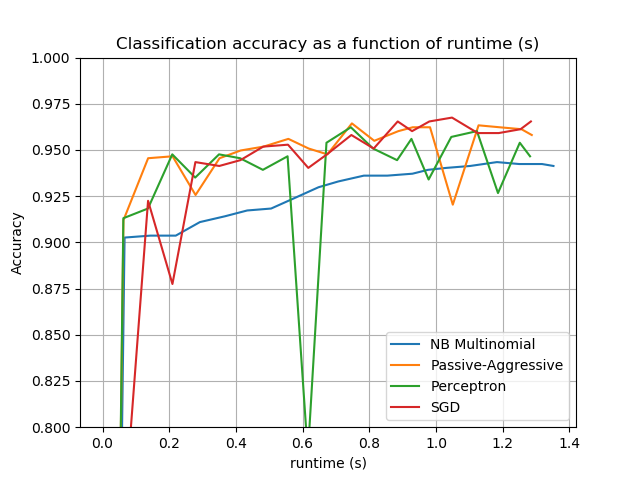 Classification accuracy as a function of runtime (s)
1.000
0.975
0.950
0.925
0.900
0.875
0.850
0.825
0.800
Accuracy
NB Multinomial
Passive-Aggressive
Perceptron
SGD
0.0 0.2 0.4 0.6 0.8 1.0 1.2 1.4
runtime (s)